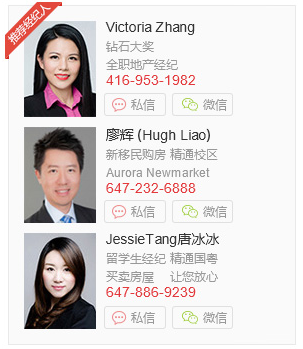 推荐经纪人
Victoria Zhang
钻石大奖
全职地产经纪
416-953-1982
私信 微信
廖辉 (Hugh Liao)
新移民购房 精通校区
Aurora Newmarket
647-232-6888
私信 微信
JessieTang唐冰冰
留学生经纪 精通国粤
买卖房屋 让您放心
647-886-9239
私信 微信